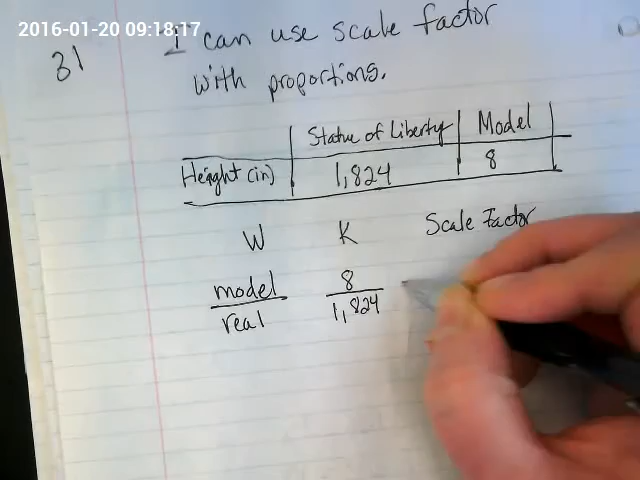 2016-01-20 09:18:17
31
I can use scale factor
with proportions.
Statue of Liberty Model
Height (in) 1,824 8
W K Scale Factor
model 8
real 1,824